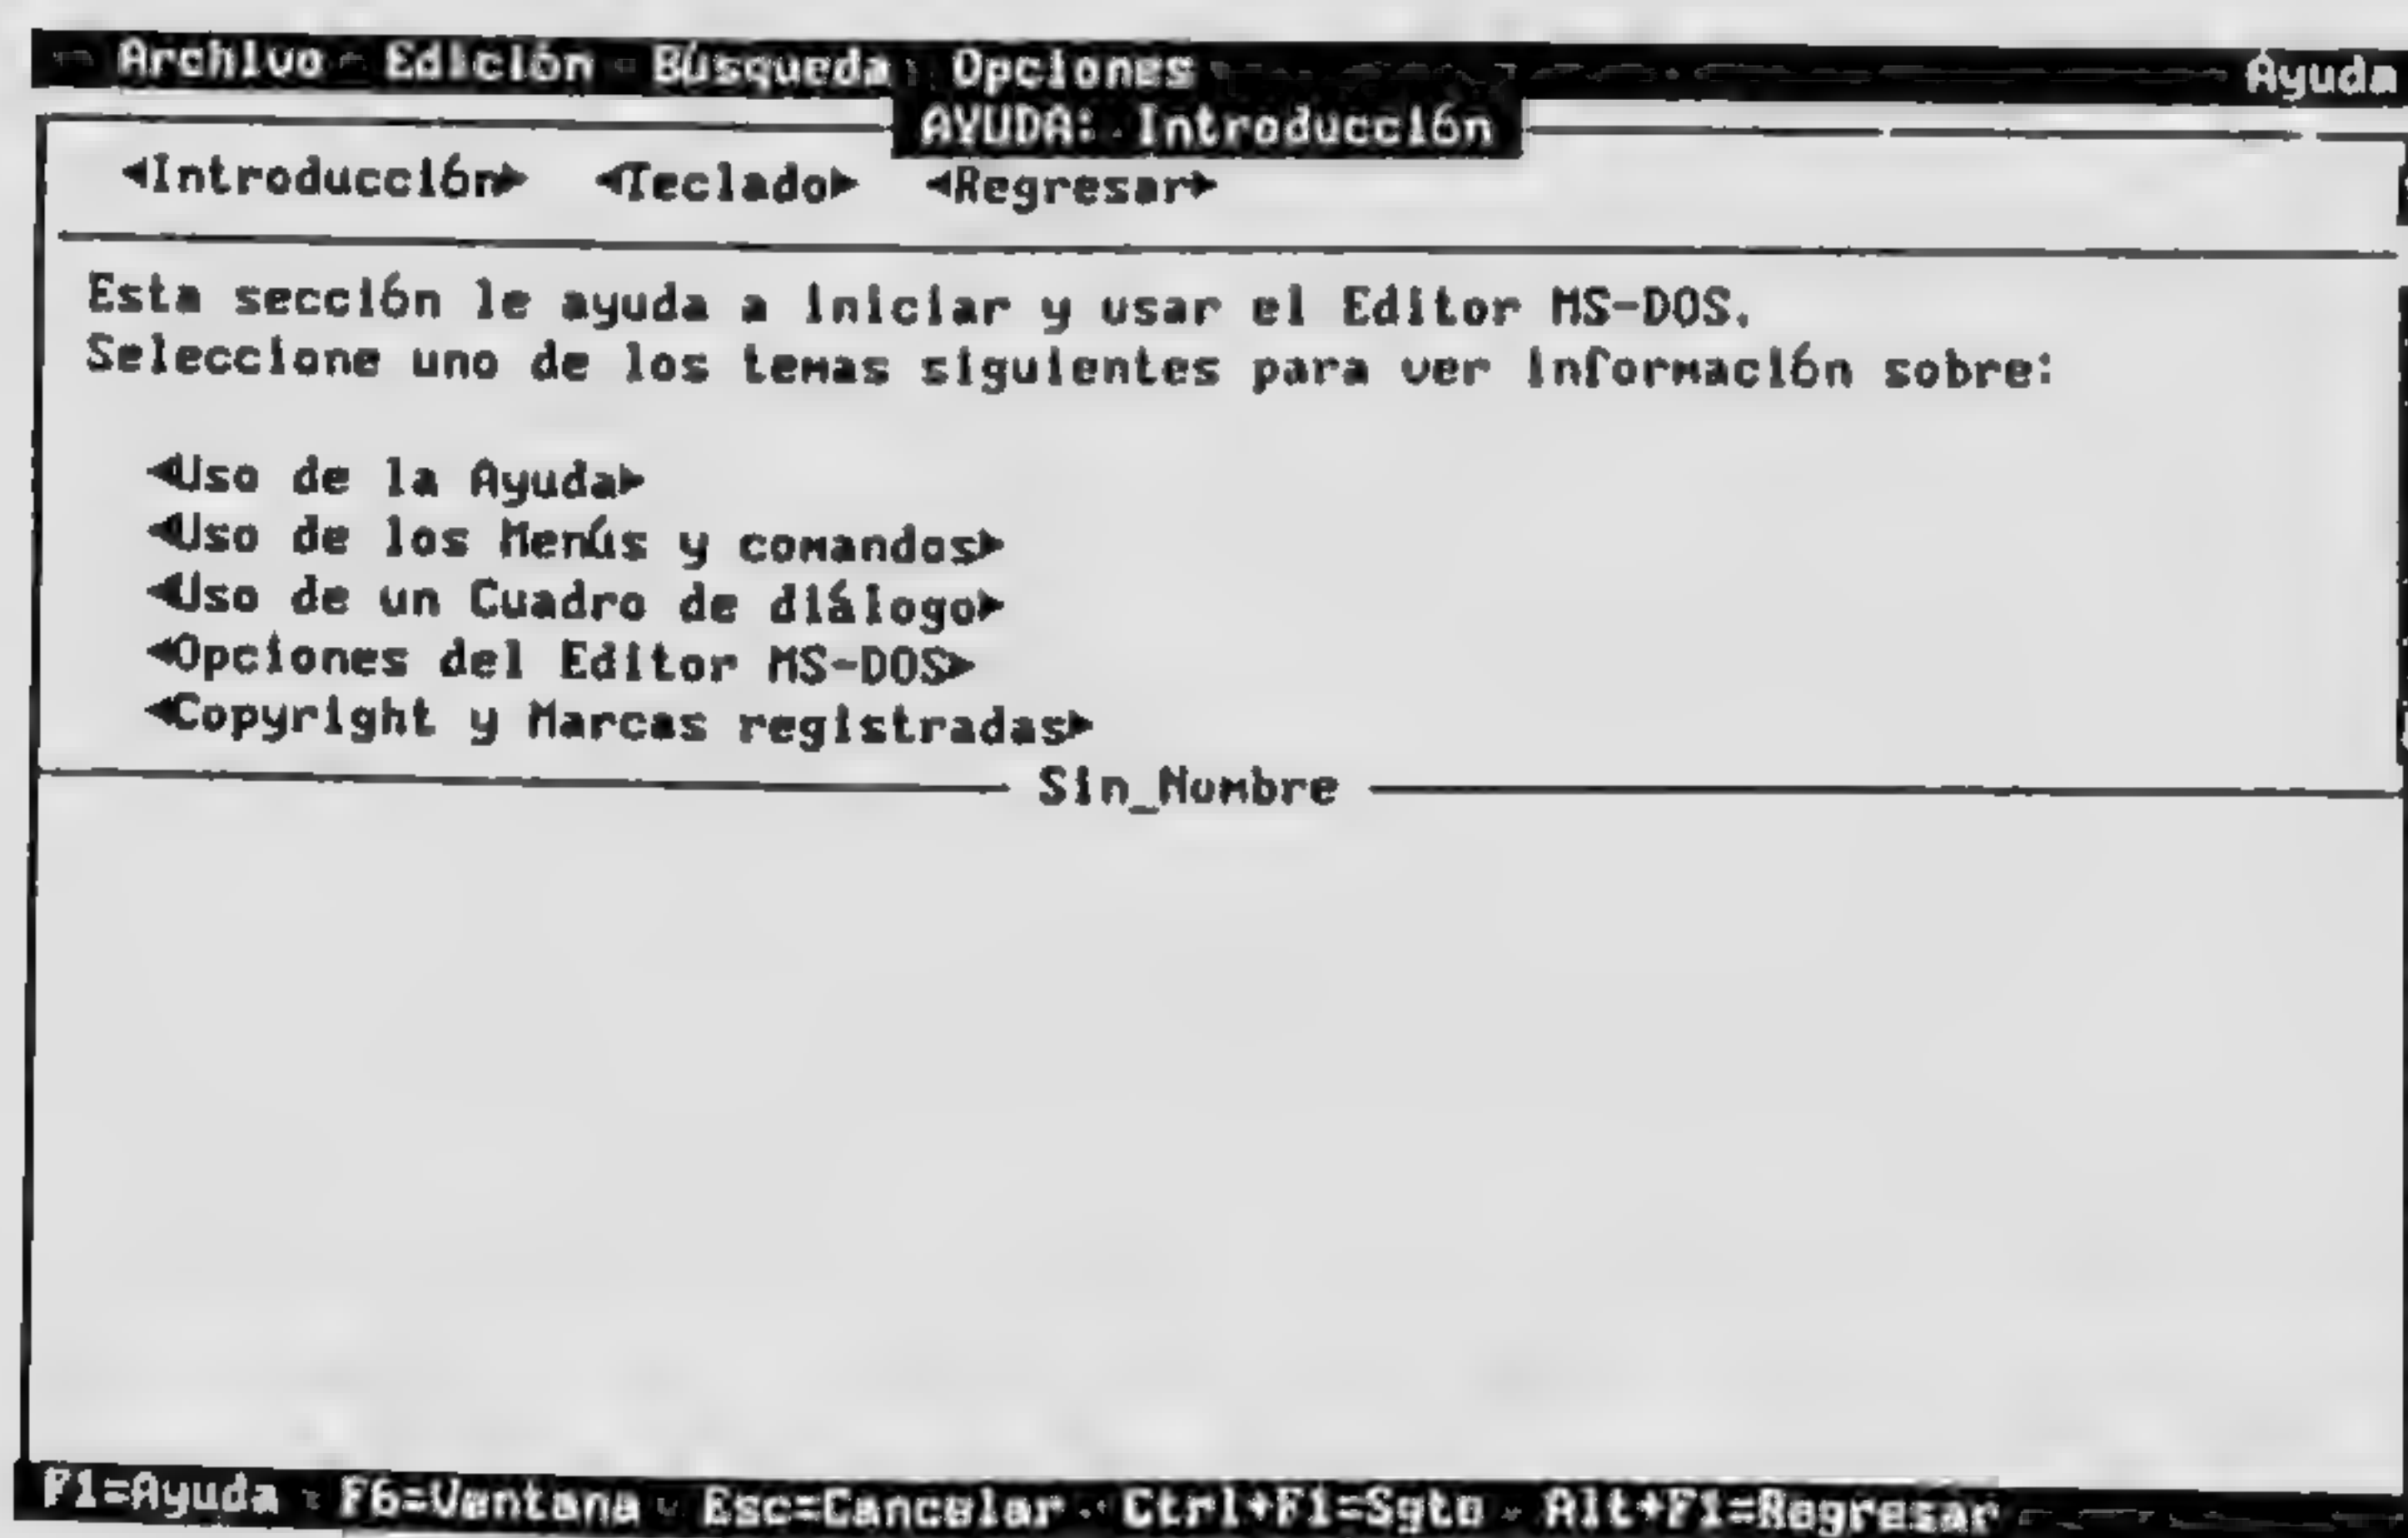 Archivo Edición Búsqueda Opciones Ayuda
AYUDA: Introducción
◄Introducción► ◄Teclado► ◄Regresar►
Esta sección le ayuda a iniciar y usar el Editor MS-DOS.
Seleccione uno de los temas siguientes para ver información sobre:
◄Uso de la Ayuda►
◄Uso de los Menús y comandos►
◄Uso de un Cuadro de diálogo►
◄Opciones del Editor MS-DOS►
◄Copyright y Marcas registradas►
Sin_Nombre
F1=Ayuda F6=Ventana Esc=Cancelar Ctrl+F1=Sgte Alt+F1=Regresar